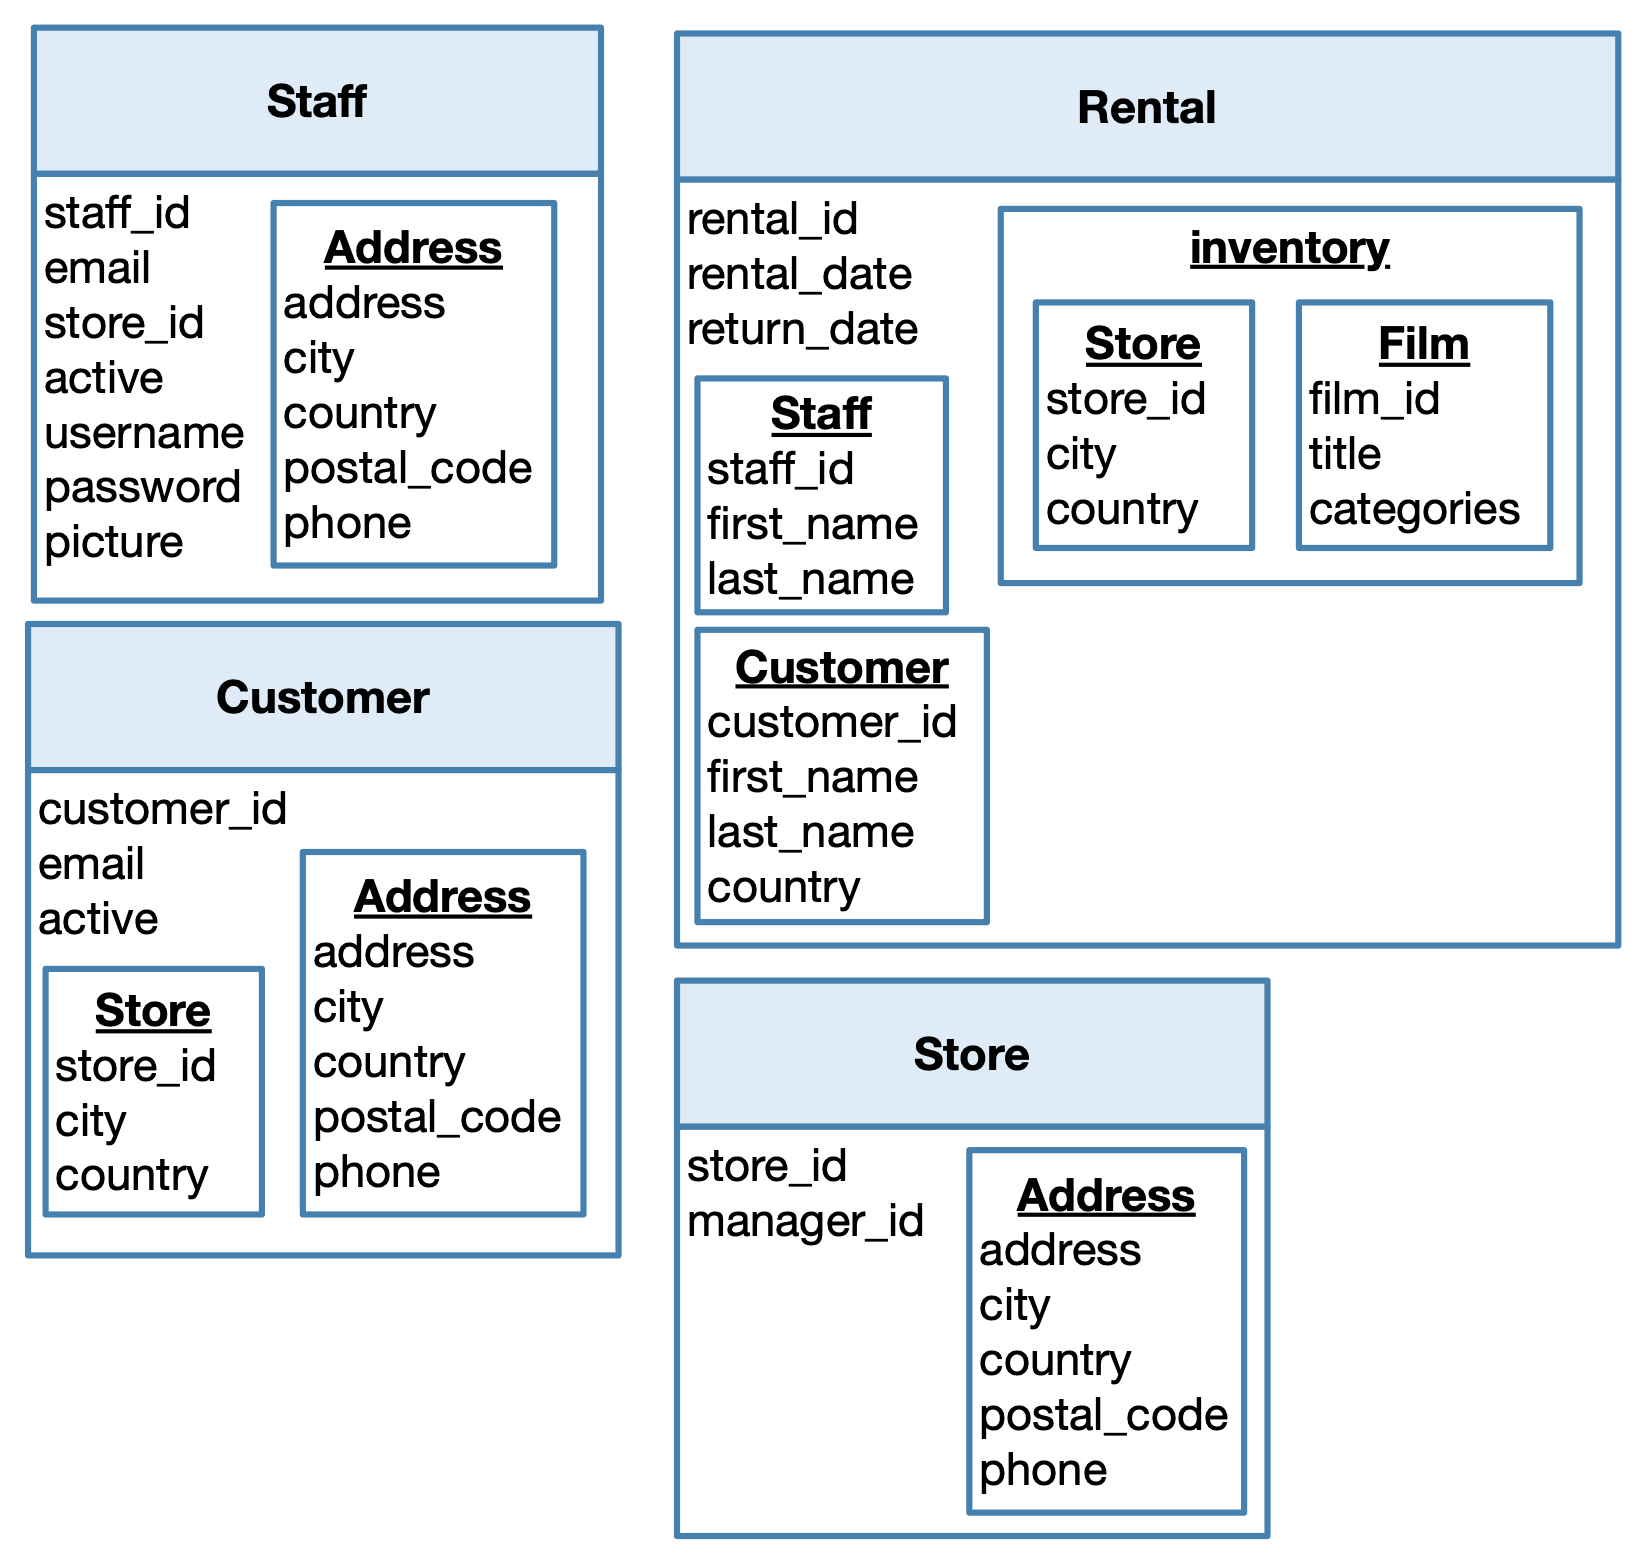 Staff
staff_id
email
store_id
active
username
password
picture
Address
address
city
country
postal_code
phone
Rental
rental_id
rental_date
return_date
Staff
staff_id
first_name
last_name
Customer
customer_id
first_name
last_name
country
inventory
Store
store_id
city
country
Film
film_id
title
categories
Customer
customer_id
email
active
Store
store_id
city
country
Address
address
city
country
postal_code
phone
Store
store_id
manager_id
Address
address
city
country
postal_code
phone